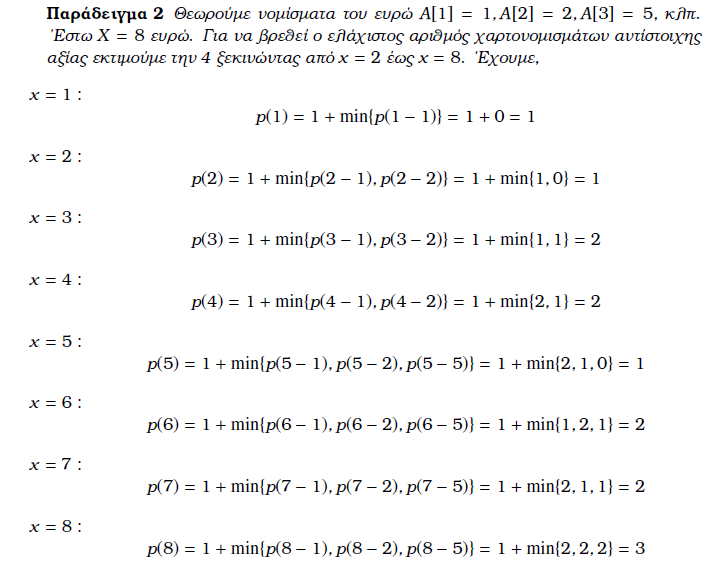 Παράδειγμα 2 Θεωρούμε νομίσματα του ευρώ A[1] = 1, A[2] = 2, A[3] = 5, κλπ.
Έστω X = 8 ευρώ. Για να βρεθεί ο ελάχιστος αριθμός χαρτονομισμάτων αντίστοιχης
αξίας εκτιμούμε την 4 ξεκινώντας από x = 2 έως x = 8. Έχουμε,
x = 1 :
p(1) = 1 + min{p(1 − 1)} = 1 + 0 = 1
x = 2 :
p(2) = 1 + min{p(2 − 1), p(2 − 2)} = 1 + min{1, 0} = 1
x = 3 :
p(3) = 1 + min{p(3 − 1), p(3 − 2)} = 1 + min{1, 1} = 2
x = 4 :
p(4) = 1 + min{p(4 − 1), p(4 − 2)} = 1 + min{2, 1} = 2
x = 5 :
p(5) = 1 + min{p(5 − 1), p(5 − 2), p(5 − 5)} = 1 + min{2, 1, 0} = 1
x = 6 :
p(6) = 1 + min{p(6 − 1), p(6 − 2), p(6 − 5)} = 1 + min{1, 2, 1} = 2
x = 7 :
p(7) = 1 + min{p(7 − 1), p(7 − 2), p(7 − 5)} = 1 + min{2, 1, 1} = 2
x = 8 :
p(8) = 1 + min{p(8 − 1), p(8 − 2), p(8 − 5)} = 1 + min{2, 2, 2} = 3